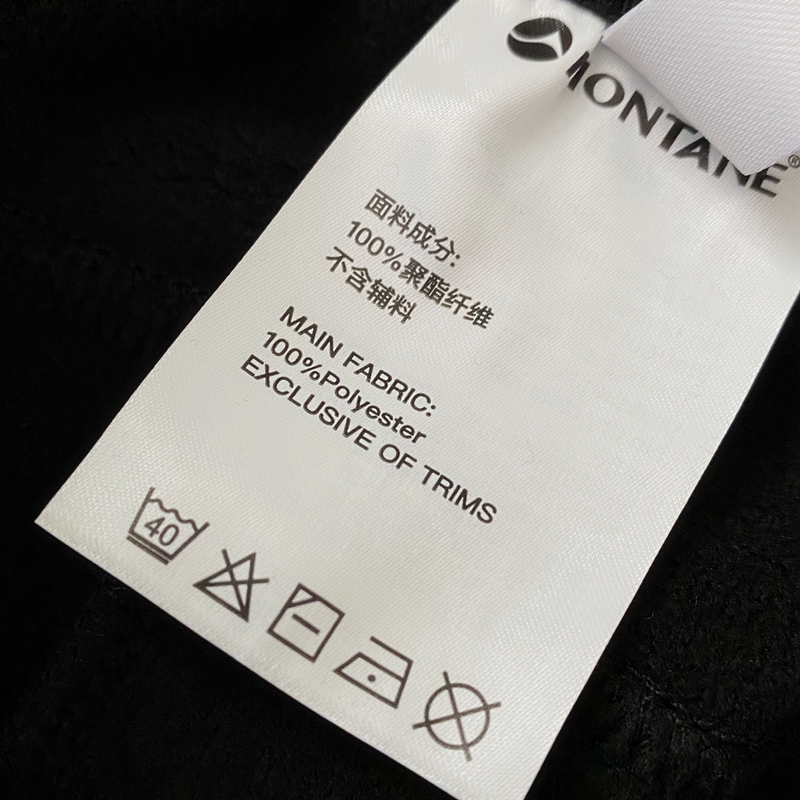 MONTANE®
面料成分:
100%聚酯纤维
不含辅料
MAIN FABRIC:
100%Polyester
EXCLUSIVE OF TRIMS
40